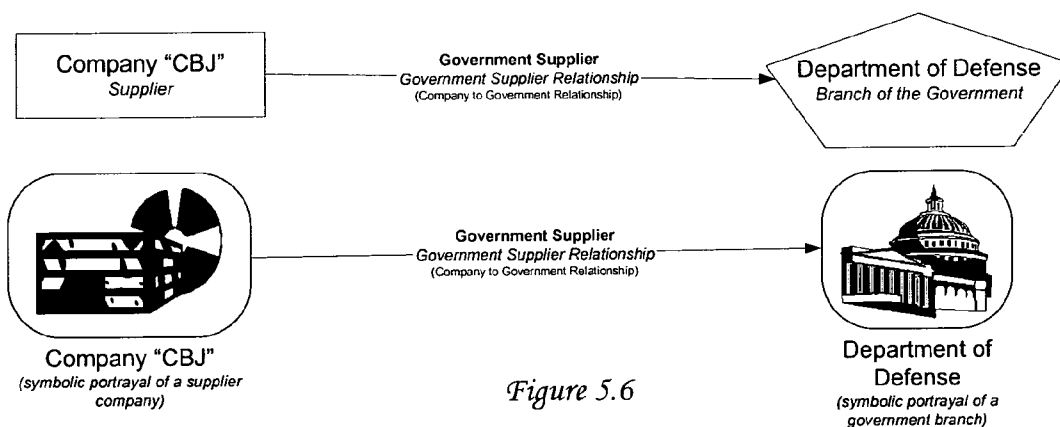 Company “CBJ”
Supplier
Government Supplier
Government Supplier Relationship
(Company to Government Relationship)
Department of Defense
Branch of the Government
Government Supplier
Government Supplier Relationship
(Company to Government Relationship)
Company “CBJ”
(symbolic portrayal of a supplier
company)
Figure 5.6
Department of
Defense
(symbolic portrayal of a
government branch)